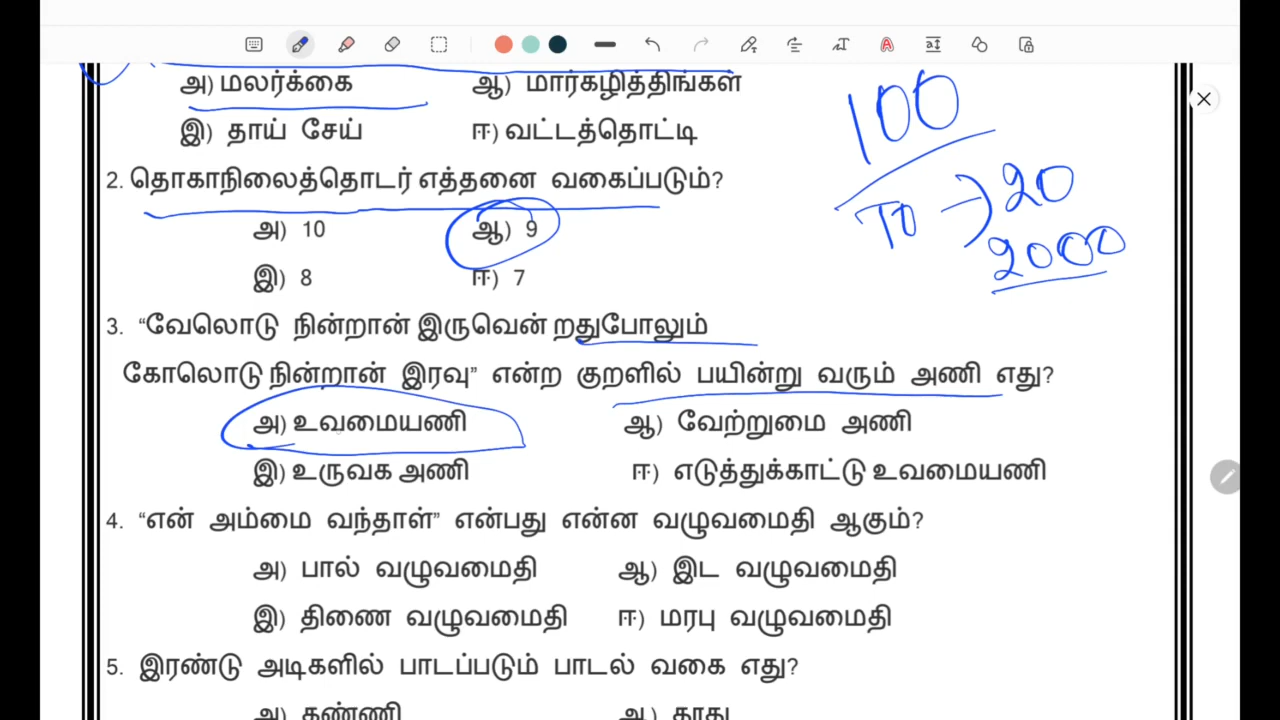 அ) மலர்க்கை ஆ) மார்கழித்திங்கள்
இ) தாய் சேய் ஈ) வட்டத்தொட்டி
2. தொகாநிலைத்தொடர் எத்தனை வகைப்படும்?
அ) 10 ஆ) 9
இ) 8 ஈ) 7
3. “வேலொடு நின்றான் இருவென் றதுபோலும்
கோலொடு நின்றான் இரவு” என்ற குறளில் பயின்று வரும் அணி எது?
அ) உவமையணி ஆ) வேற்றுமை அணி
இ) உருவக அணி ஈ) எடுத்துக்காட்டு உவமையணி
4. “என் அம்மை வந்தாள்” என்பது என்ன வழுவமைதி ஆகும்?
அ) பால் வழுவமைதி ஆ) இட வழுவமைதி
இ) திணை வழுவமைதி ஈ) மரபு வழுவமைதி
5. இரண்டு அடிகளில் பாடப்படும் பாடல் வகை எது?
அ) கண்ணி ஆ) தூது
100
TO → 20
2000